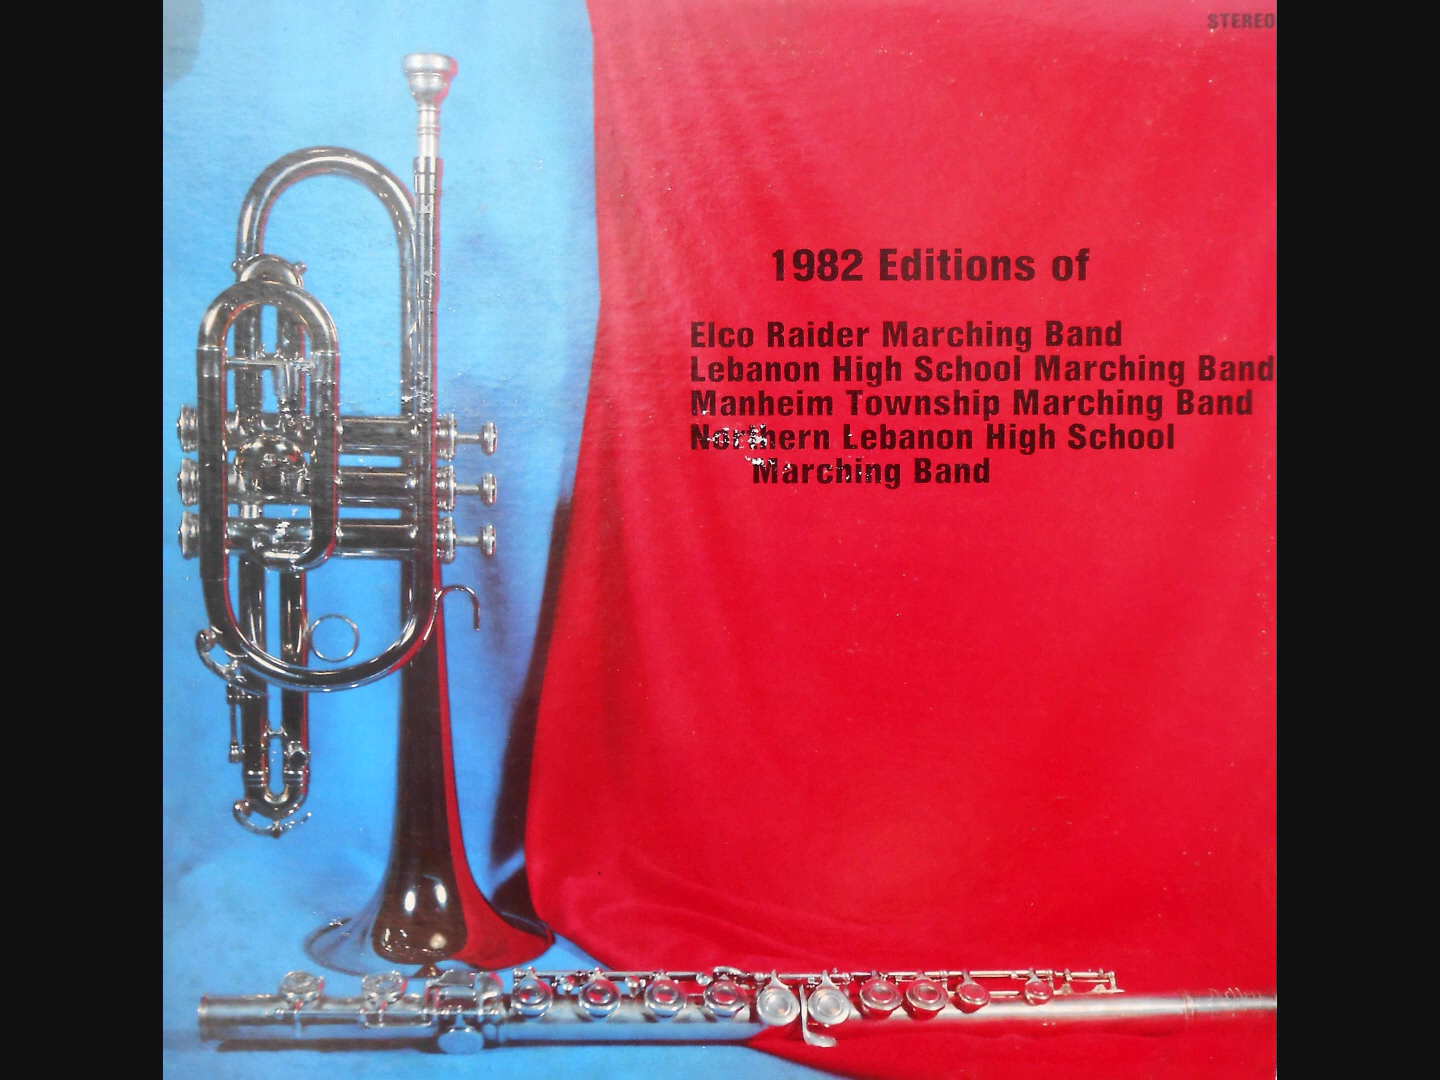 STEREO
1982 Editions of
Elco Raider Marching Band
Lebanon High School Marching Band
Manheim Township Marching Band
Northern Lebanon High School
Marching Band